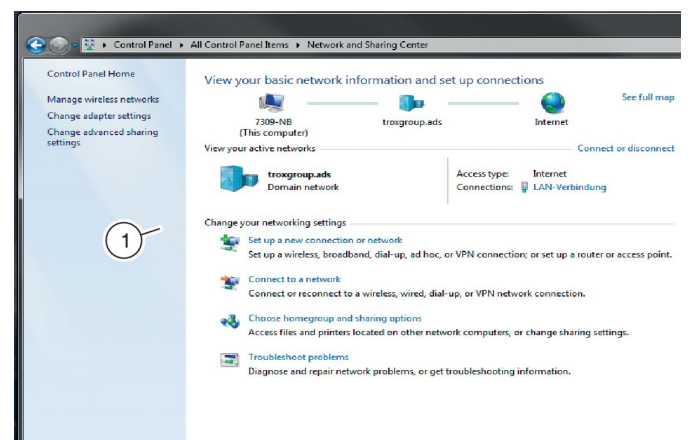 Control Panel ▸ All Control Panel Items ▸ Network and Sharing Center
Control Panel Home
Manage wireless networks
Change adapter settings
Change advanced sharing
settings
View your basic network information and set up connections
See full map
7309-NB
(This computer)
troxgroup.ads
Internet
View your active networks
Connect or disconnect
troxgroup.ads
Domain network
Access type: Internet
Connections: LAN-Verbindung
Change your networking settings
Set up a new connection or network
Set up a wireless, broadband, dial-up, ad hoc, or VPN connection; or set up a router or access point.
Connect to a network
Connect or reconnect to a wireless, wired, dial-up, or VPN network connection.
Choose homegroup and sharing options
Access files and printers located on other network computers, or change sharing settings.
Troubleshoot problems
Diagnose and repair network problems, or get troubleshooting information.
1